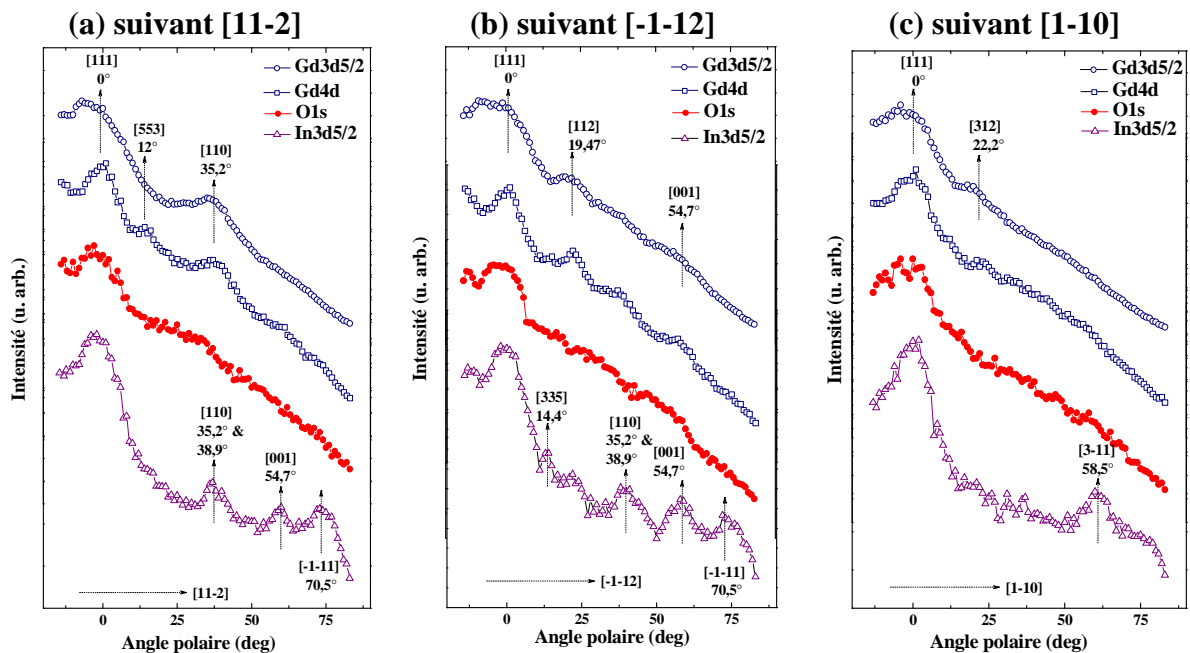 (a) suivant [11-2]
[111]
0°
Gd3d5/2
Gd4d
O1s
In3d5/2
[553]
12°
[110]
35,2°
[110]
35,2° &
38,9°
[001]
54,7°
[-1-11]
70,5°
[11-2]
Intensité (u. arb.)
0
25
50
75
Angle polaire (deg)
(b) suivant [-1-12]
[111]
0°
Gd3d5/2
Gd4d
O1s
In3d5/2
[112]
19,47°
[001]
54,7°
[335]
14,4°
[110]
35,2° &
38,9°
[001]
54,7°
[-1-11]
70,5°
[-1-12]
Intensité (u. arb.)
0
25
50
75
Angle polaire (deg)
(c) suivant [1-10]
[111]
0°
Gd3d5/2
Gd4d
O1s
In3d5/2
[312]
22,2°
[3-11]
58,5°
[1-10]
Intensité (u. arb.)
0
25
50
75
Angle polaire (deg)